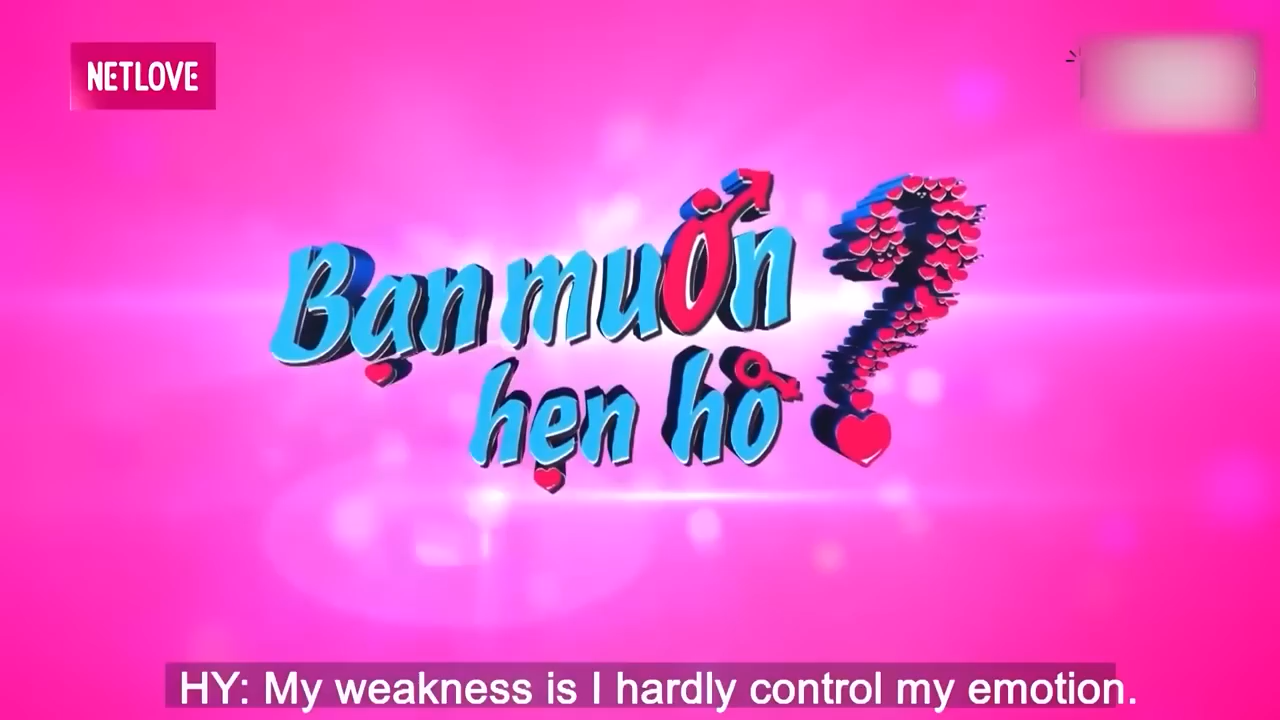 NETLOVE
Bạn muốn
hẹn hò?
HY: My weakness is I hardly control my emotion.